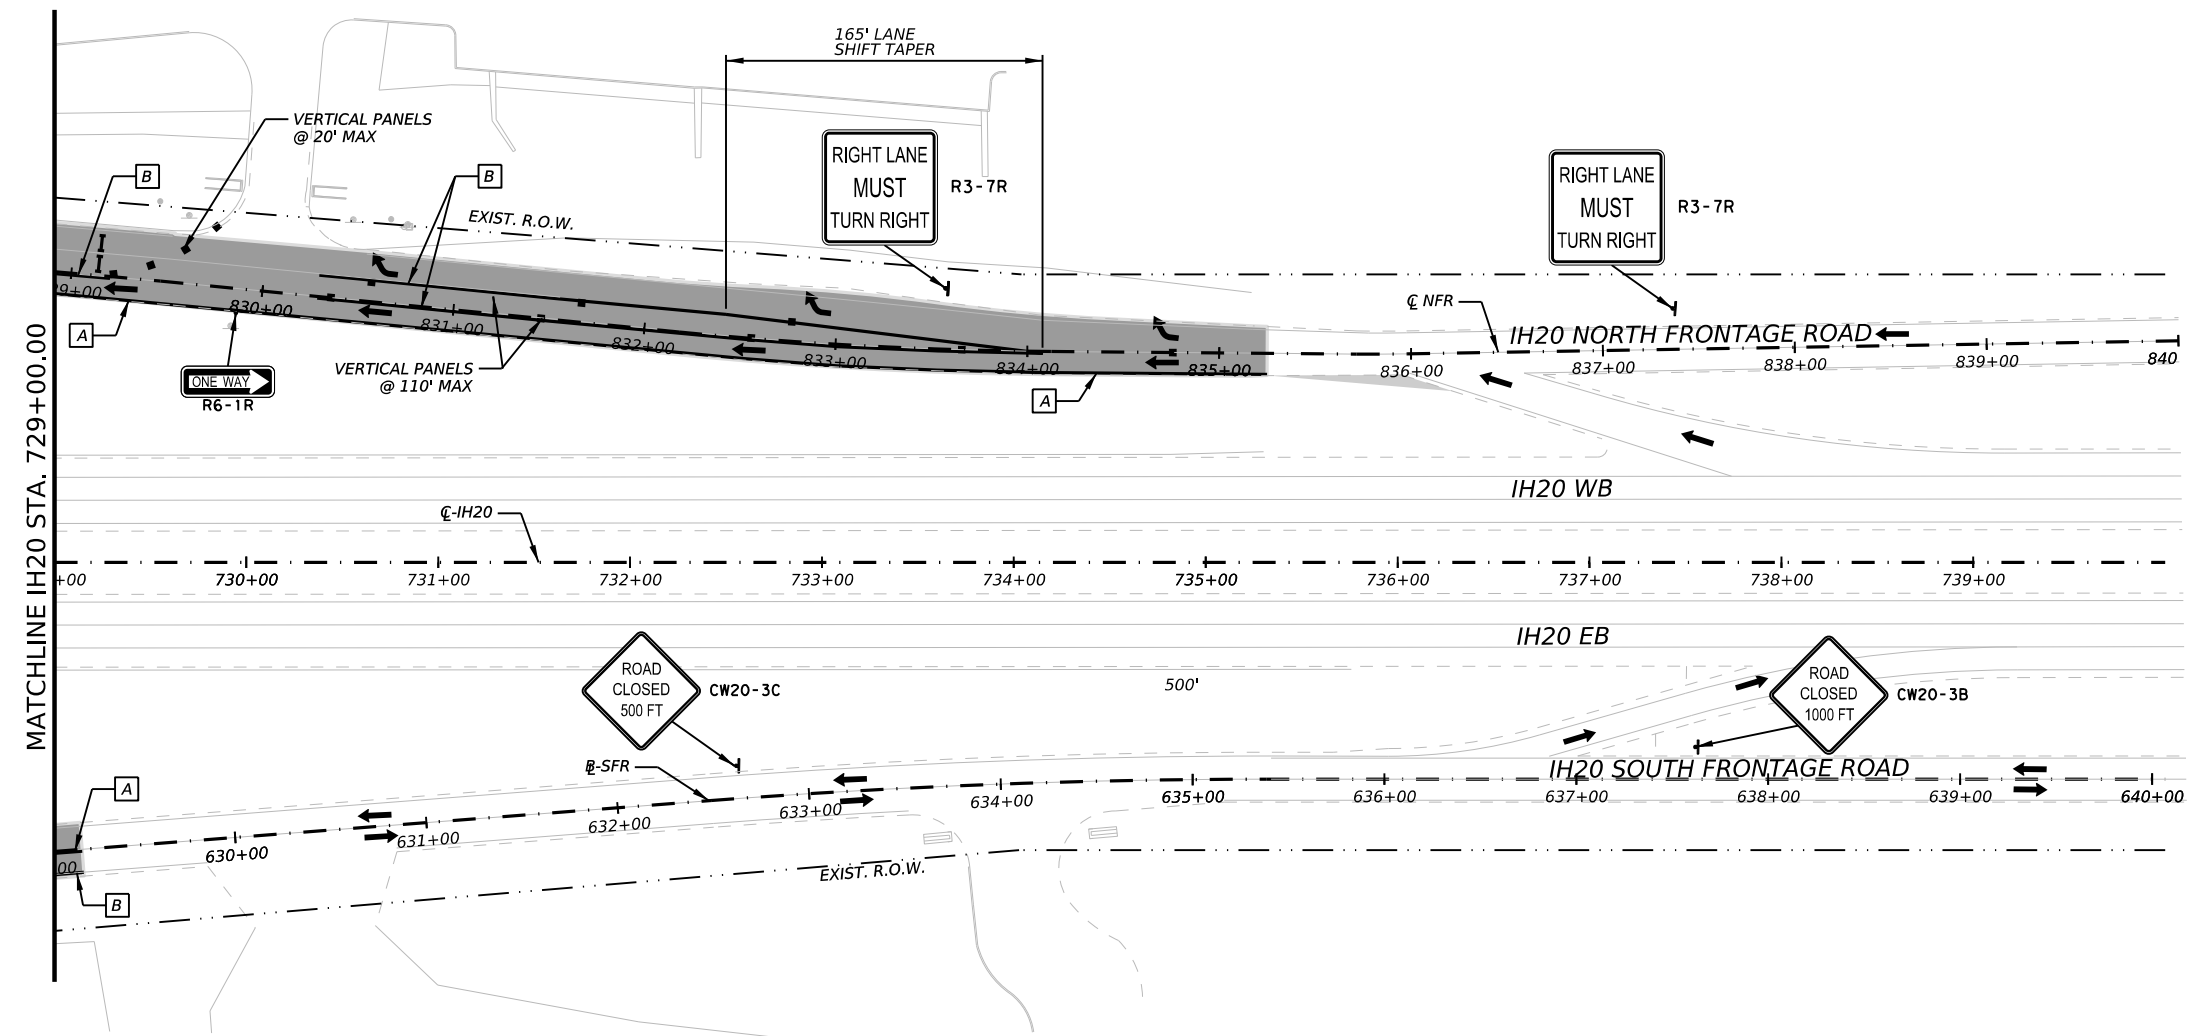 165' LANE
SHIFT TAPER
VERTICAL PANELS
@ 20' MAX
B
B
EXIST. R.O.W.
RIGHT LANE
MUST
TURN RIGHT
R3-7R
RIGHT LANE
MUST
TURN RIGHT
R3-7R
℄ NFR
IH20 NORTH FRONTAGE ROAD
29+00
830+00
831+00
832+00
833+00
834+00
835+00
836+00
837+00
838+00
839+00
840
A
ONE WAY
R6-1R
VERTICAL PANELS
@ 110' MAX
A
MATCHLINE IH20 STA. 729+00.00
IH20 WB
℄-IH20
+00
730+00
731+00
732+00
733+00
734+00
735+00
736+00
737+00
738+00
739+00
IH20 EB
ROAD
CLOSED
500 FT
CW20-3C
500'
ROAD
CLOSED
1000 FT
CW20-3B
-SFR
IH20 SOUTH FRONTAGE ROAD
A
00
630+00
631+00
632+00
633+00
634+00
635+00
636+00
637+00
638+00
639+00
640+00
B
EXIST. R.O.W.